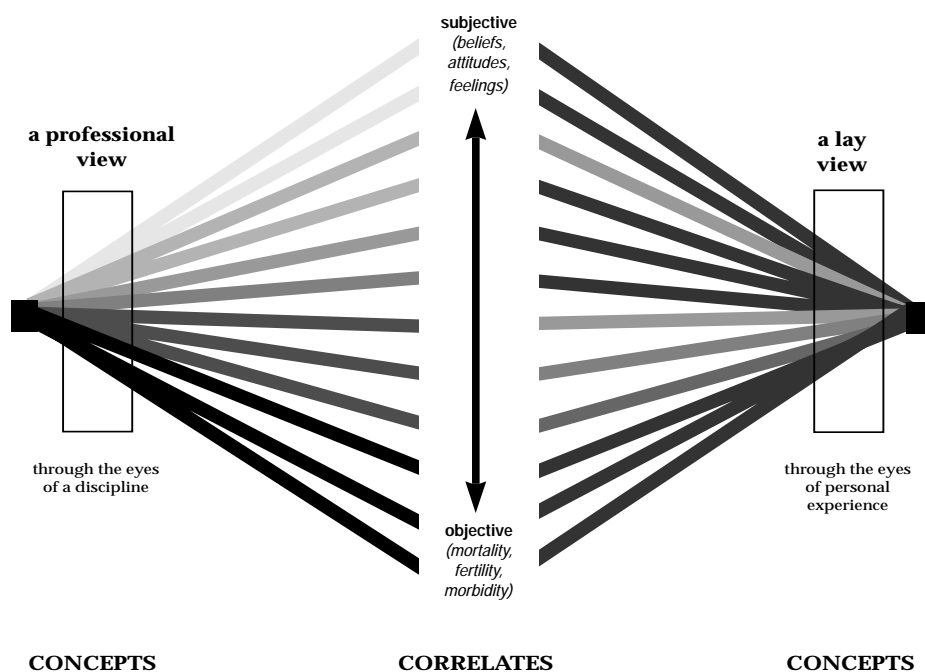 subjective
(beliefs,
attitudes,
feelings)
a professional
view
a lay
view
through the eyes
of a discipline
through the eyes
of personal
experience
objective
(mortality,
fertility,
morbidity)
CONCEPTS
CORRELATES
CONCEPTS